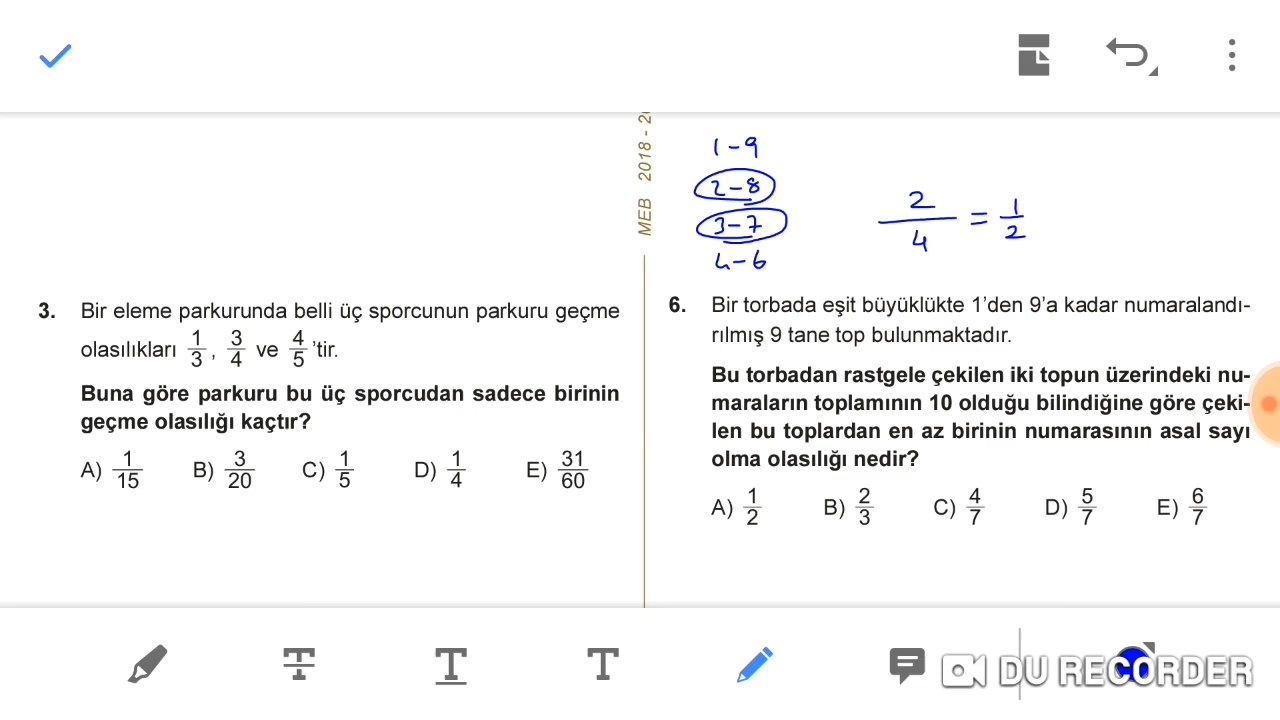 MEB 2018 - 2
3. Bir eleme parkurunda belli üç sporcunun parkuru geçme
olasılıkları 1/3, 3/4 ve 4/5 'tir.
Buna göre parkuru bu üç sporcudan sadece birinin
geçme olasılığı kaçtır?
A) 1/15 B) 3/20 C) 1/5 D) 1/4 E) 31/60
1-9
2-8
3-7
4-6
2/4 = 1/2
6. Bir torbada eşit büyüklükte 1'den 9'a kadar numaralandı-
rılmış 9 tane top bulunmaktadır.
Bu torbadan rastgele çekilen iki topun üzerindeki nu-
maraların toplamının 10 olduğu bilindiğine göre çeki-
len bu toplardan en az birinin numarasının asal sayı
olma olasılığı nedir?
A) 1/2 B) 2/3 C) 4/7 D) 5/7 E) 6/7
T T T
DU RECORDER